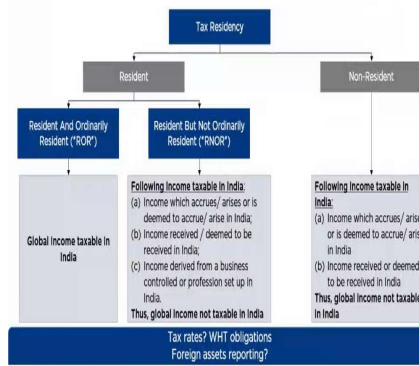 Tax Residency
Resident
Non-Resident
Resident And Ordinarily
Resident ("ROR")
Resident But Not Ordinarily
Resident ("RNOR")
Global Income taxable in
India
Following Income taxable in India:
(a) Income which accrues/ arises or is
deemed to accrue/ arise in India;
(b) Income received / deemed to be
received in India;
(c) Income derived from a business
controlled or profession set up in
India.
Thus, global Income not taxable in India
Following Income taxable in
India:
(a) Income which accrues/ arise
or is deemed to accrue/ aris
in India
(b) Income received or deemed
to be received in India
Thus, global Income not taxable
in India
Tax rates? WHT obligations
Foreign assets reporting?